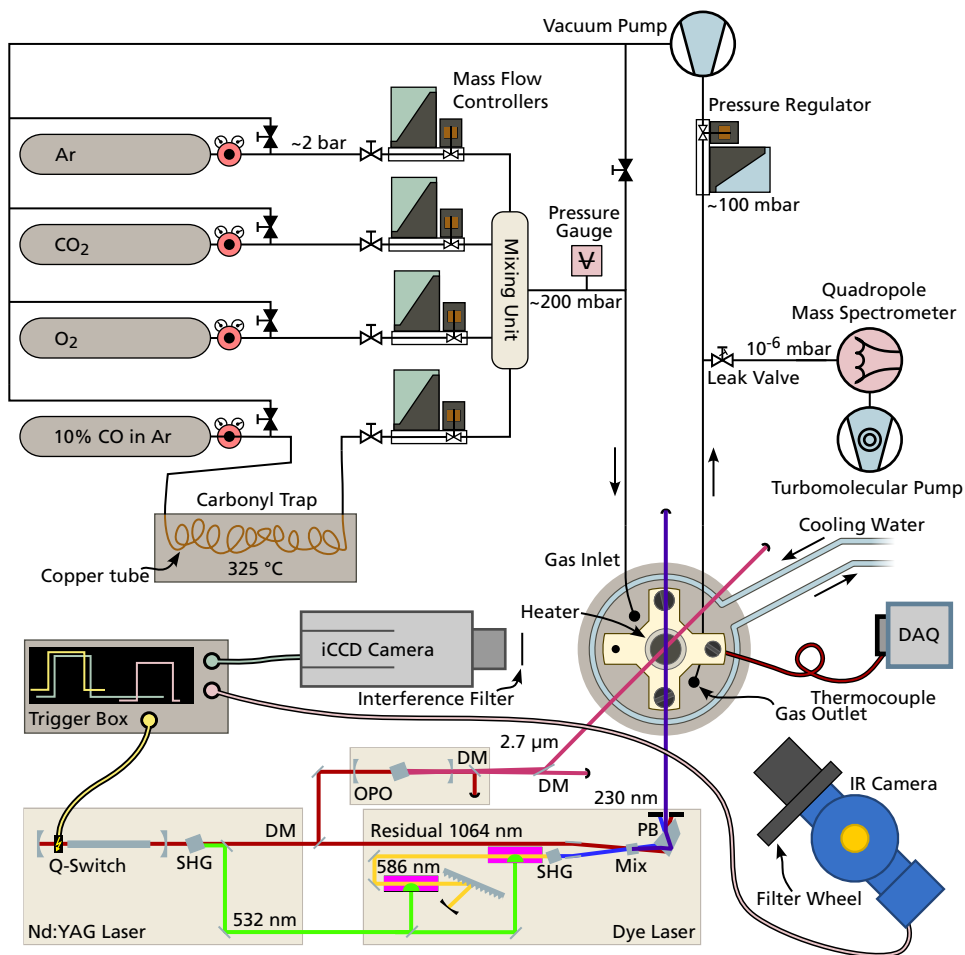 Vacuum Pump
Mass Flow
Controllers
Pressure Regulator
Ar
~2 bar
~100 mbar
Pressure
Gauge
CO2
Mixing Unit
~200 mbar
Quadropole
Mass Spectrometer
O2
10-6 mbar
Leak Valve
10% CO in Ar
Turbomolecular Pump
Carbonyl Trap
Cooling Water
Copper tube
325 °C
Gas Inlet
Heater
iCCD Camera
DAQ
Interference Filter
Trigger Box
Thermocouple
Gas Outlet
2.7 µm
DM
IR Camera
OPO
DM
230 nm
DM
Residual 1064 nm
PB
Q-Switch
SHG
586 nm
SHG
Mix
Filter Wheel
532 nm
Nd:YAG Laser
Dye Laser